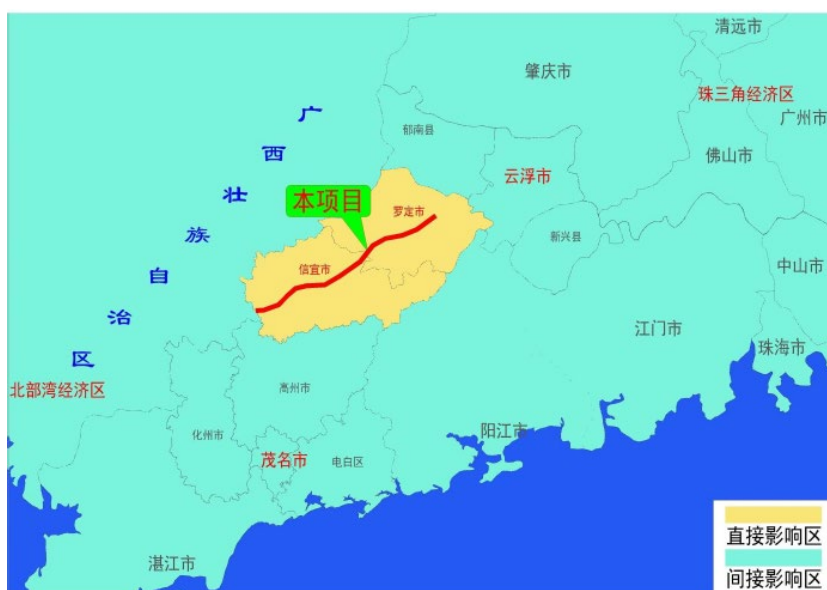 清远市
肇庆市
珠三角经济区
广州市
郁南县
佛山市
云浮市
广西壮族自治区
本项目
罗定市
新兴县
信宜市
中山市
江门市
珠海市
北部湾经济区
高州市
化州市
阳江市
茂名市
电白区
湛江市
直接影响区
间接影响区